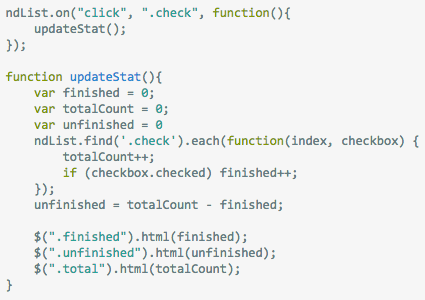 ndList.on("click", ".check", function(){
    updateStat();
});

function updateStat(){
    var finished = 0;
    var totalCount = 0;
    var unfinished = 0
    ndList.find('.check').each(function(index, checkbox) {
        totalCount++;
        if (checkbox.checked) finished++;
    });
    unfinished = totalCount - finished;

    $(".finished").html(finished);
    $(".unfinished").html(unfinished);
    $(".total").html(totalCount);
}